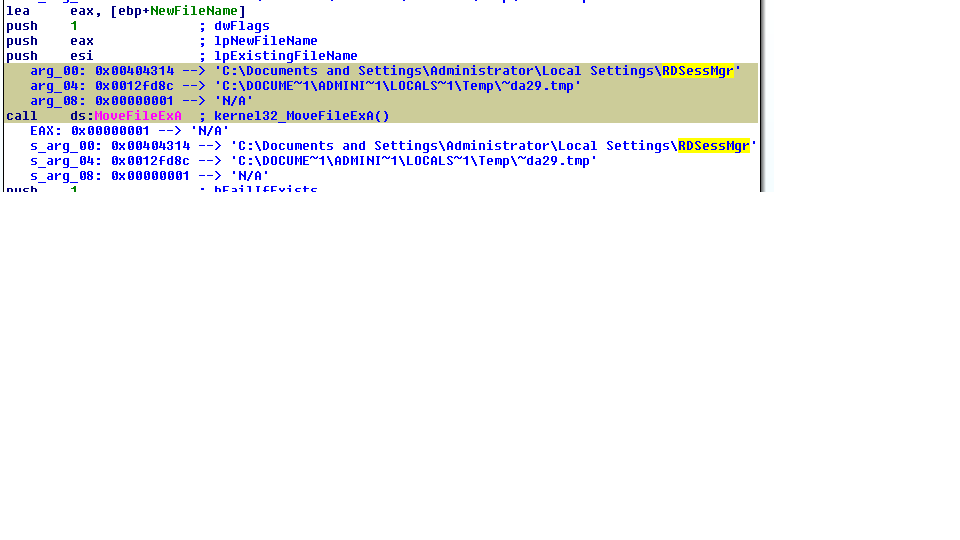 lea     eax, [ebp+NewFileName]
push    1               ; dwFlags
push    eax             ; lpNewFileName
push    esi             ; lpExistingFileName
   arg_00: 0x00404314 --> 'C:\Documents and Settings\Administrator\Local Settings\RDSessMgr'
   arg_04: 0x0012fd8c --> 'C:\DOCUME~1\ADMINI~1\LOCALS~1\Temp\~da29.tmp'
   arg_08: 0x00000001 --> 'N/A'
call    ds:MoveFileExA  ; kernel32_MoveFileExA()
   EAX: 0x00000001 --> 'N/A'
   s_arg_00: 0x00404314 --> 'C:\Documents and Settings\Administrator\Local Settings\RDSessMgr'
   s_arg_04: 0x0012fd8c --> 'C:\DOCUME~1\ADMINI~1\LOCALS~1\Temp\~da29.tmp'
   s_arg_08: 0x00000001 --> 'N/A'
push    1               ; bFailIfExists